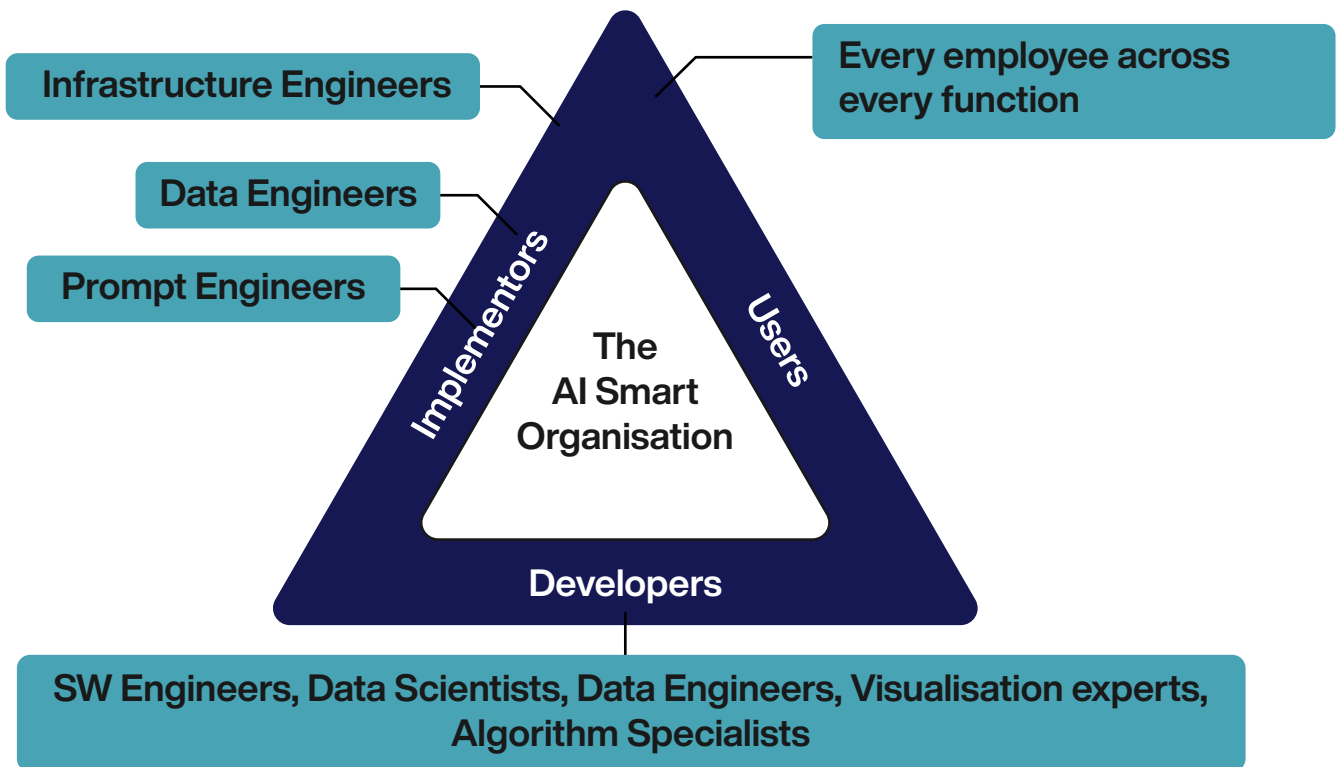 Infrastructure Engineers
Every employee across
every function
Data Engineers
Prompt Engineers
Implementors
Users
The
AI Smart
Organisation
Developers
SW Engineers, Data Scientists, Data Engineers, Visualisation experts,
Algorithm Specialists